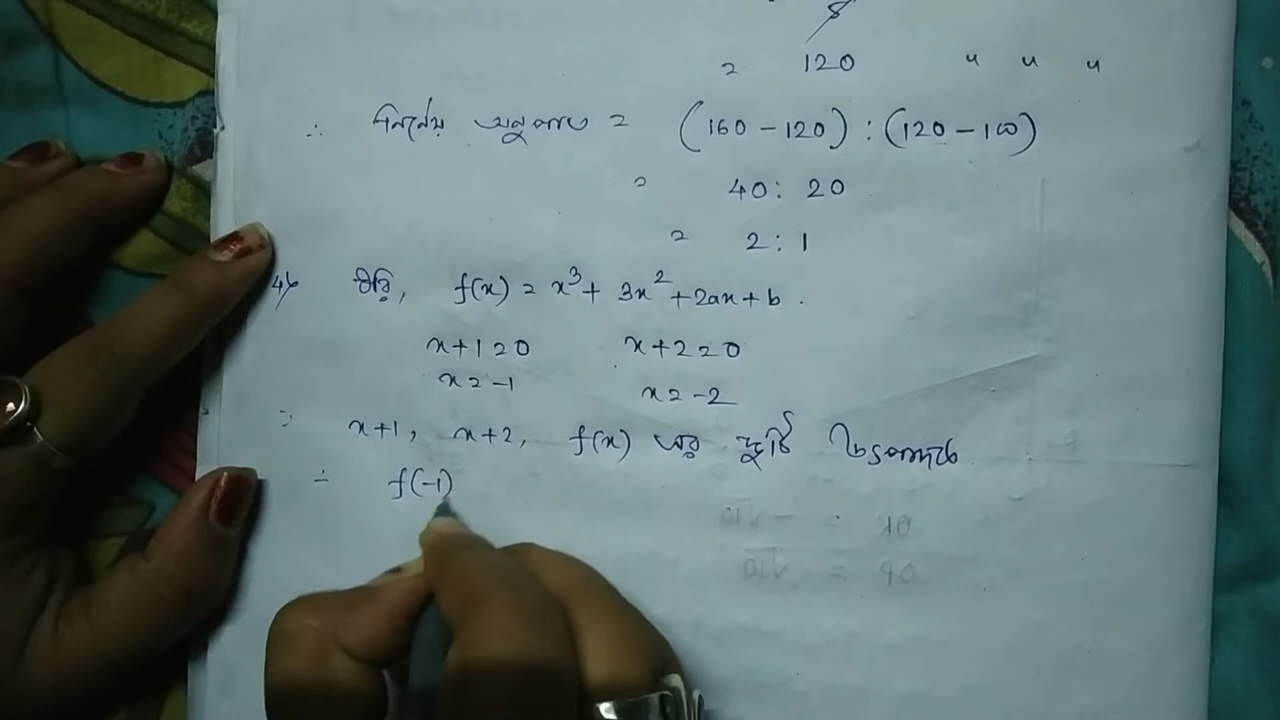 8
= 120 " " "
∴ নির্নেয় অনুপাত = (160 - 120) : (120 - 100)
= 40 : 20
= 2 : 1
4) ধরি, f(x) = x³ + 3x² + 2ax + b .
x+1 = 0 x+2 = 0
x = -1 x = -2
∵ x+1, x+2, f(x) এর দুটি উৎপাদক
∴ f(-1)